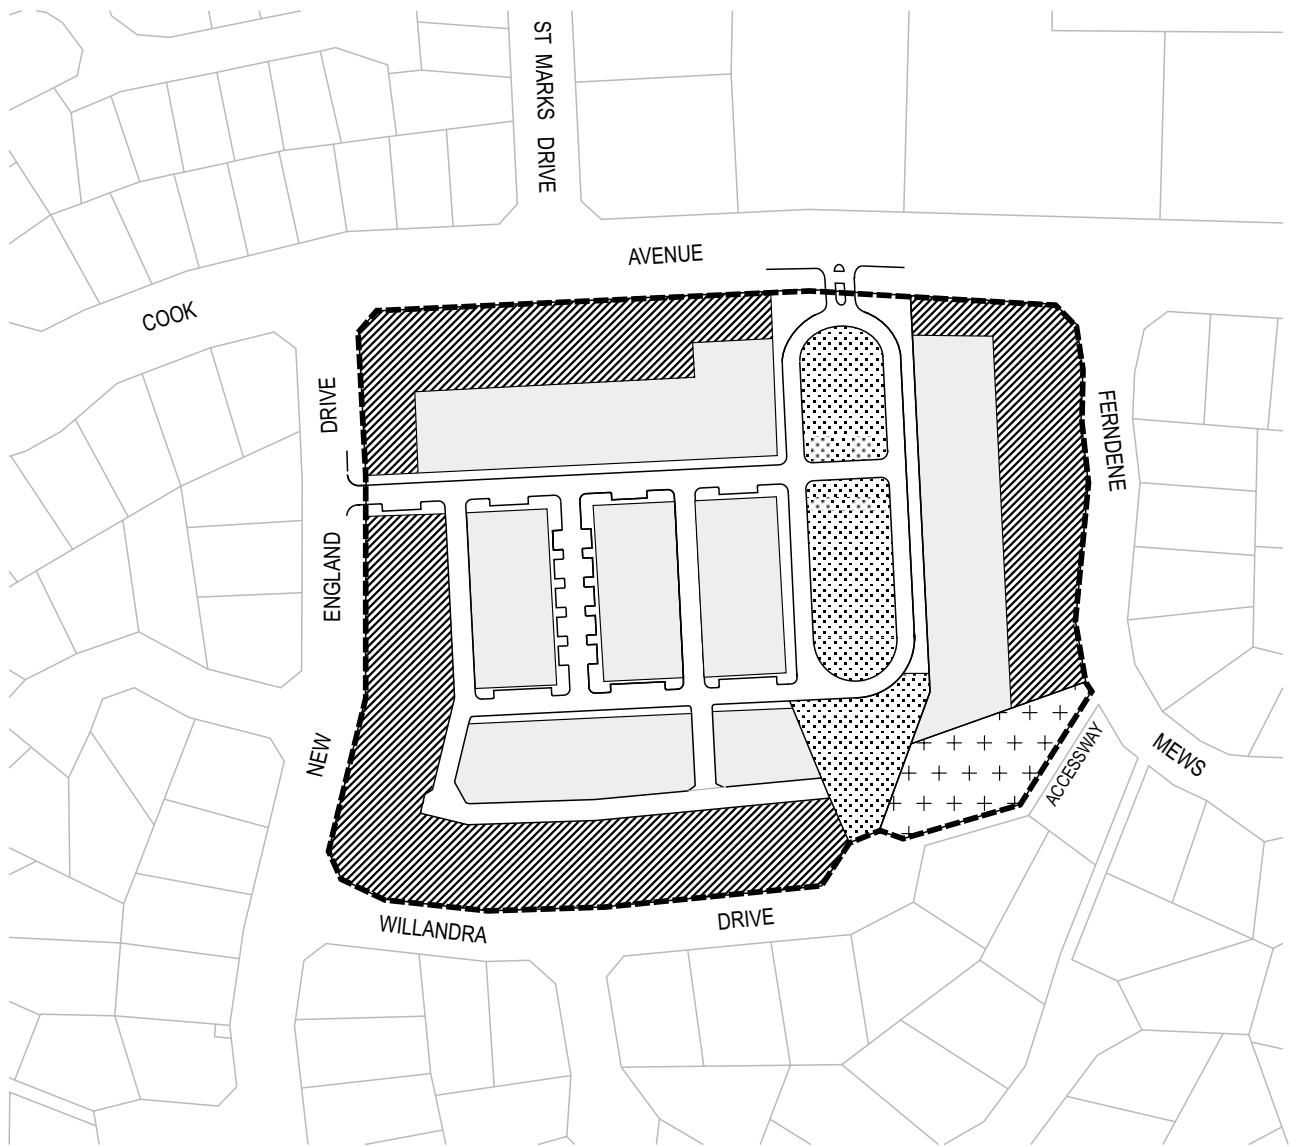 ST MARKS DRIVE
AVENUE
COOK
DRIVE
FERNDENE
ENGLAND
NEW
ACCESSWAY
MEWS
WILLANDRA
DRIVE